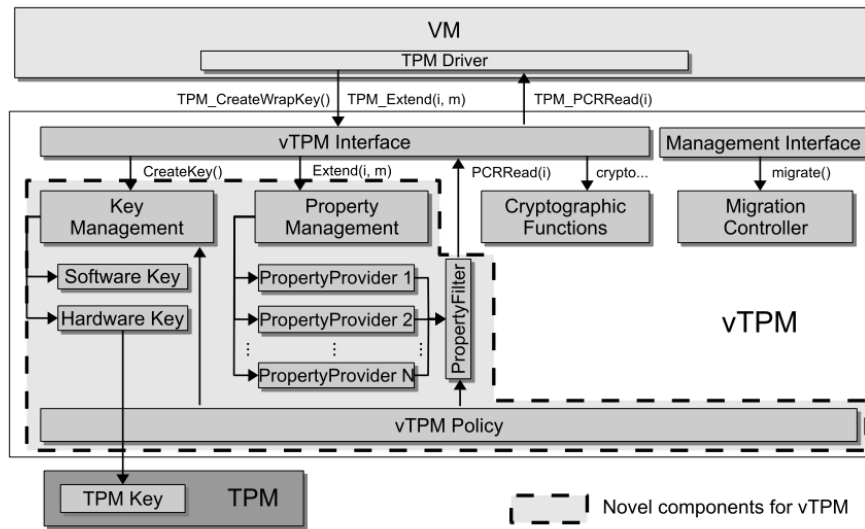 VM
TPM Driver
TPM_CreateWrapKey() TPM_Extend(i, m) TPM_PCRRead(i)
vTPM Interface
Management Interface
CreateKey() Extend(i, m) PCRRead(i) crypto... migrate()
Key
Management
Property
Management
Cryptographic
Functions
Migration
Controller
Software Key
Hardware Key
PropertyProvider 1
PropertyProvider 2
⋮ ⋮ ⋮
PropertyProvider N
PropertyFilter
vTPM
vTPM Policy
TPM Key
TPM
Novel components for vTPM